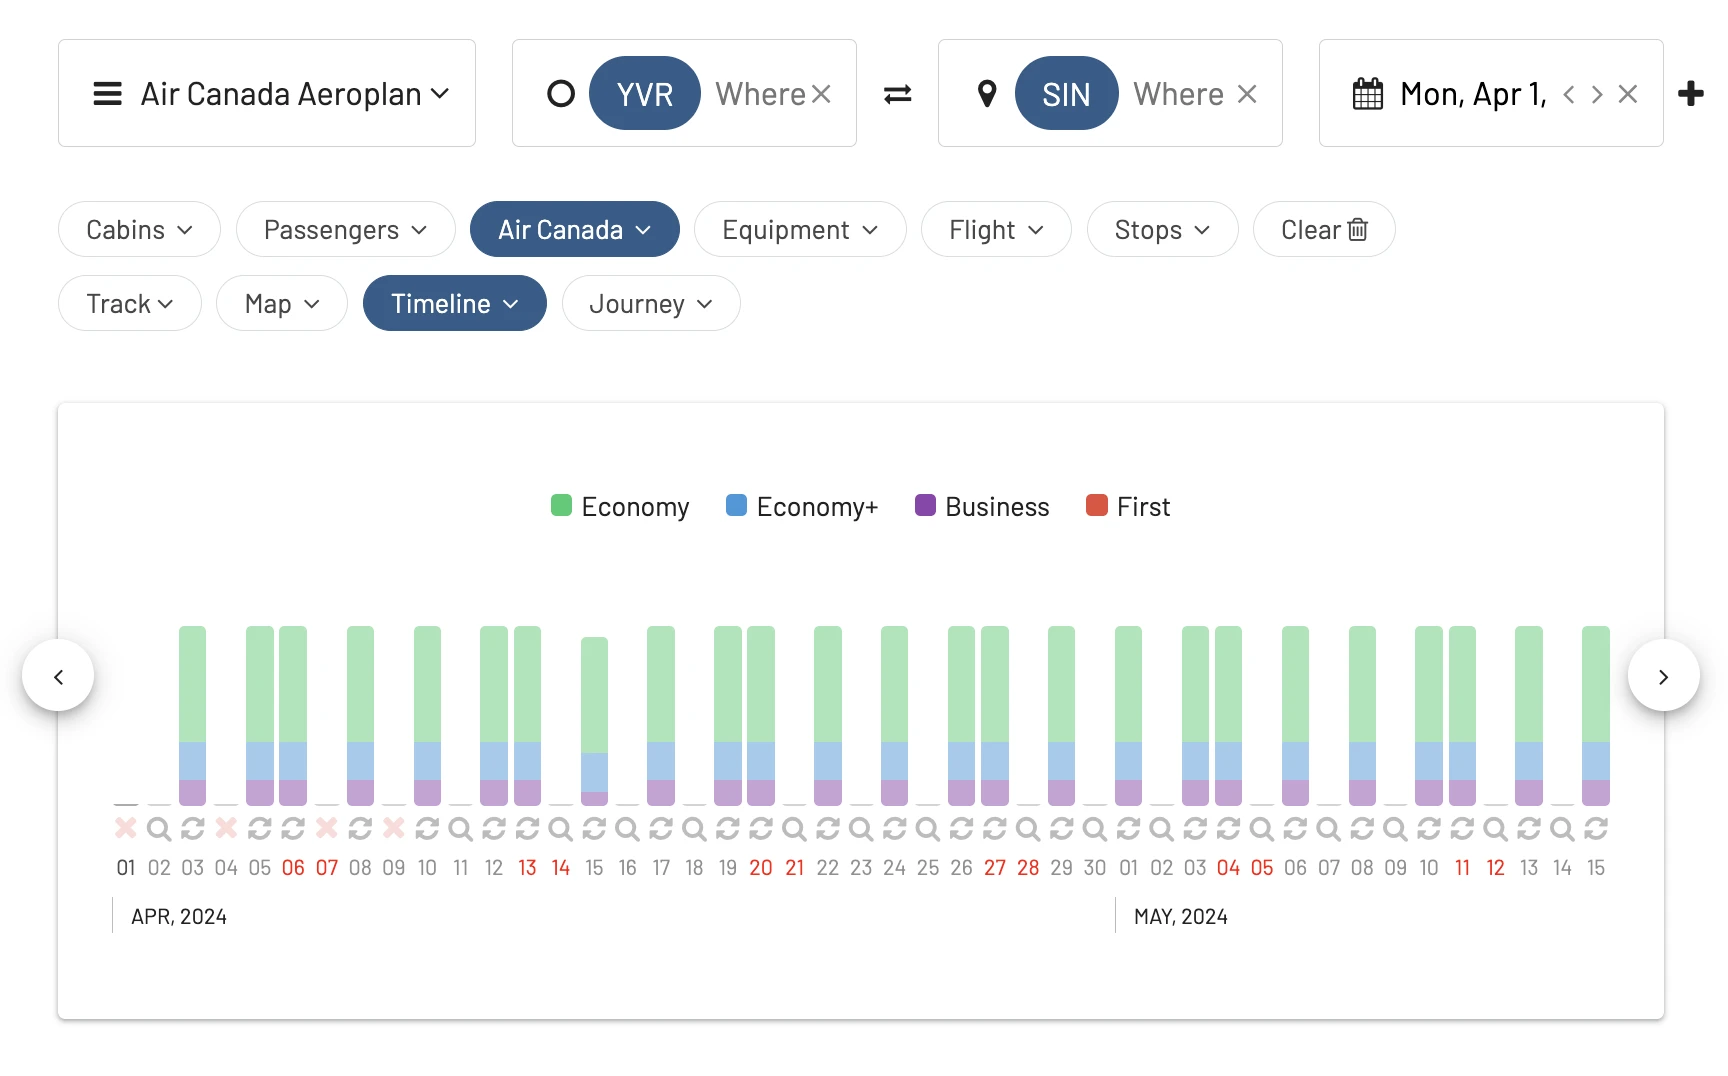 Air Canada Aeroplan YVR Where SIN Where Mon, Apr 1,
Cabins Passengers Air Canada Equipment Flight Stops Clear
Track Map Timeline Journey
Economy Economy+ Business First
01 02 03 04 05 06 07 08 09 10 11 12 13 14 15 16 17 18 19 20 21 22 23 24 25 26 27 28 29 30 01 02 03 04 05 06 07 08 09 10 11 12 13 14 15
APR, 2024 MAY, 2024